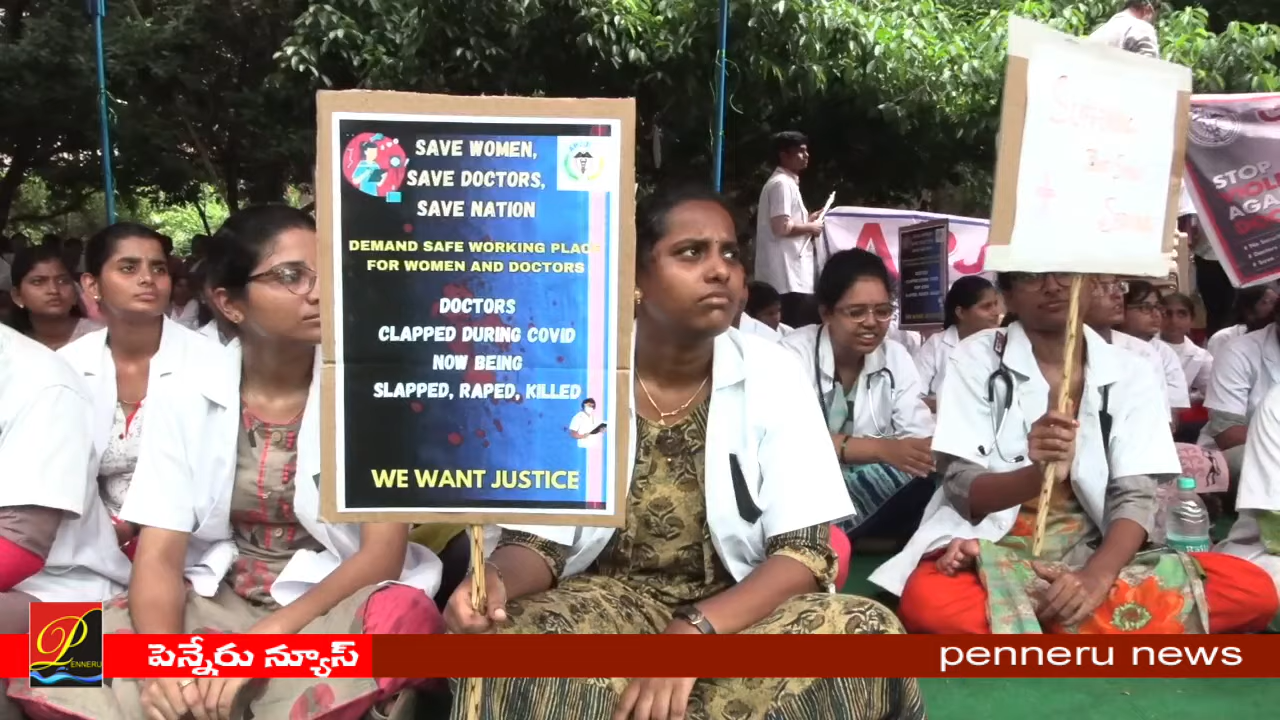 SAVE WOMEN,
SAVE DOCTORS,
SAVE NATION
DEMAND SAFE WORKING PLACE
FOR WOMEN AND DOCTORS
DOCTORS
CLAPPED DURING COVID
NOW BEING
SLAPPED, RAPED, KILLED
WE WANT JUSTICE
STOP
PENNERU
పెన్నేరు న్యూస్
penneru news